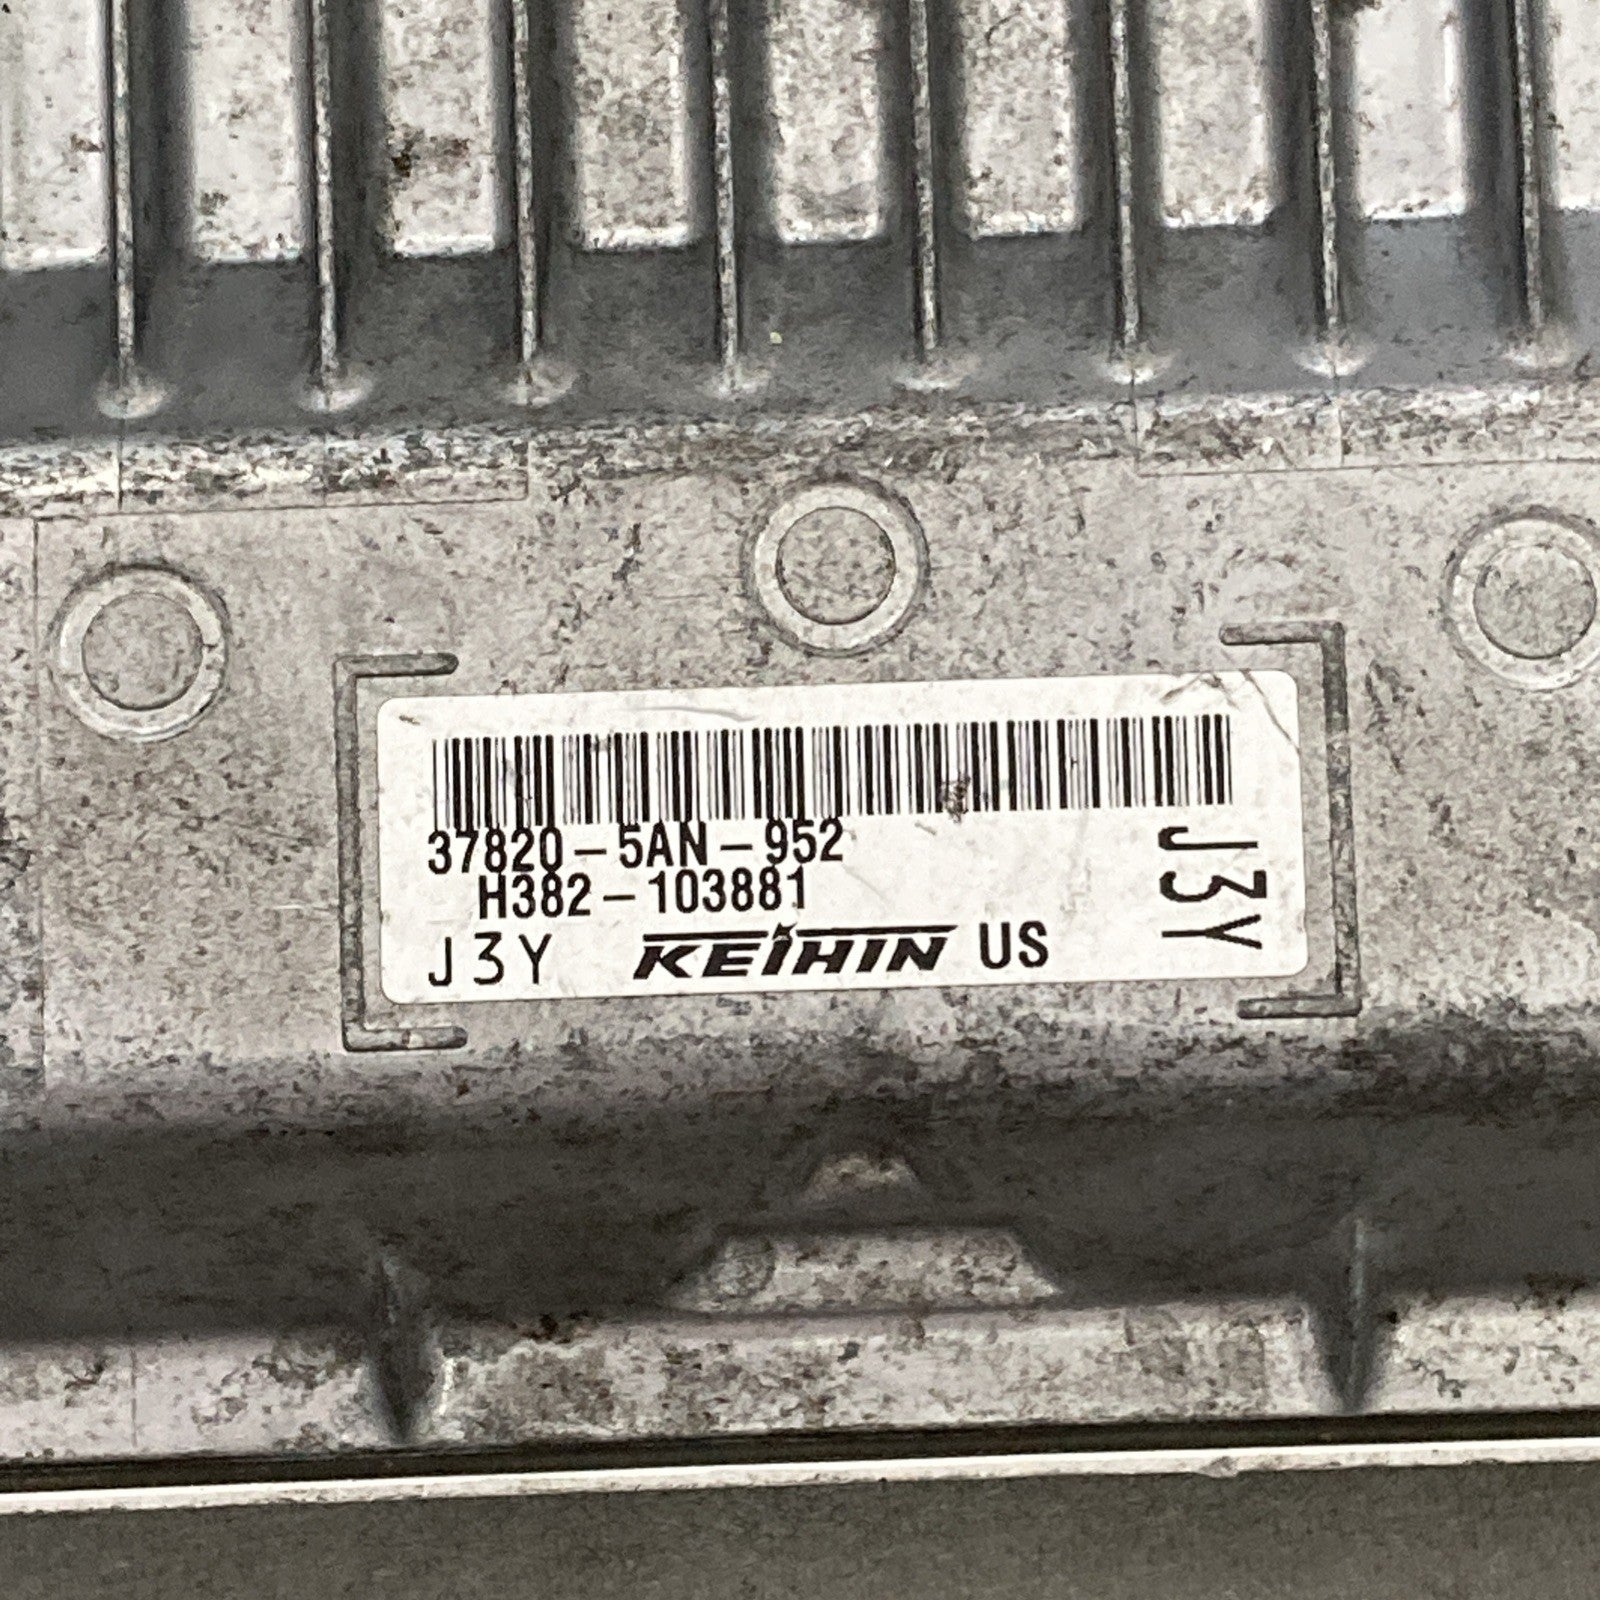 37820-5AN-952
H382-103881
J3Y KEIHIN US
J3Y